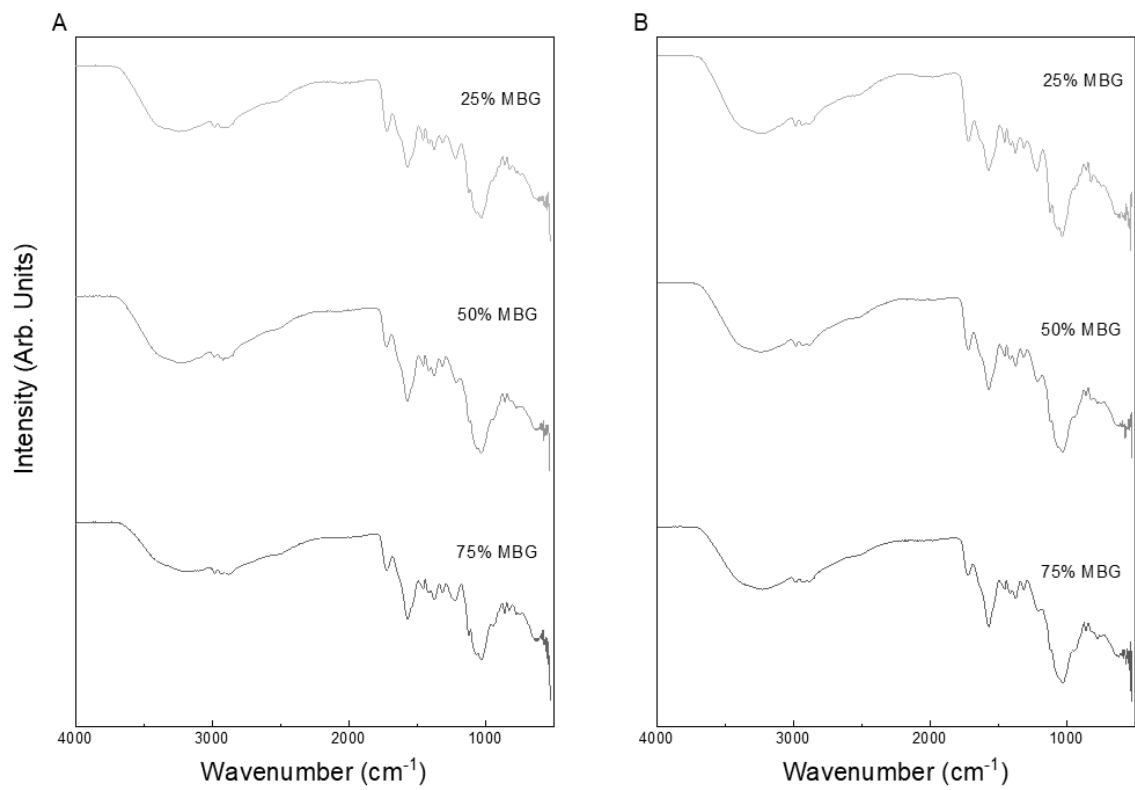 A
B
25% MBG
25% MBG
50% MBG
50% MBG
75% MBG
75% MBG
Intensity (Arb. Units)
4000 3000 2000 1000
4000 3000 2000 1000
Wavenumber (cm⁻¹)
Wavenumber (cm⁻¹)